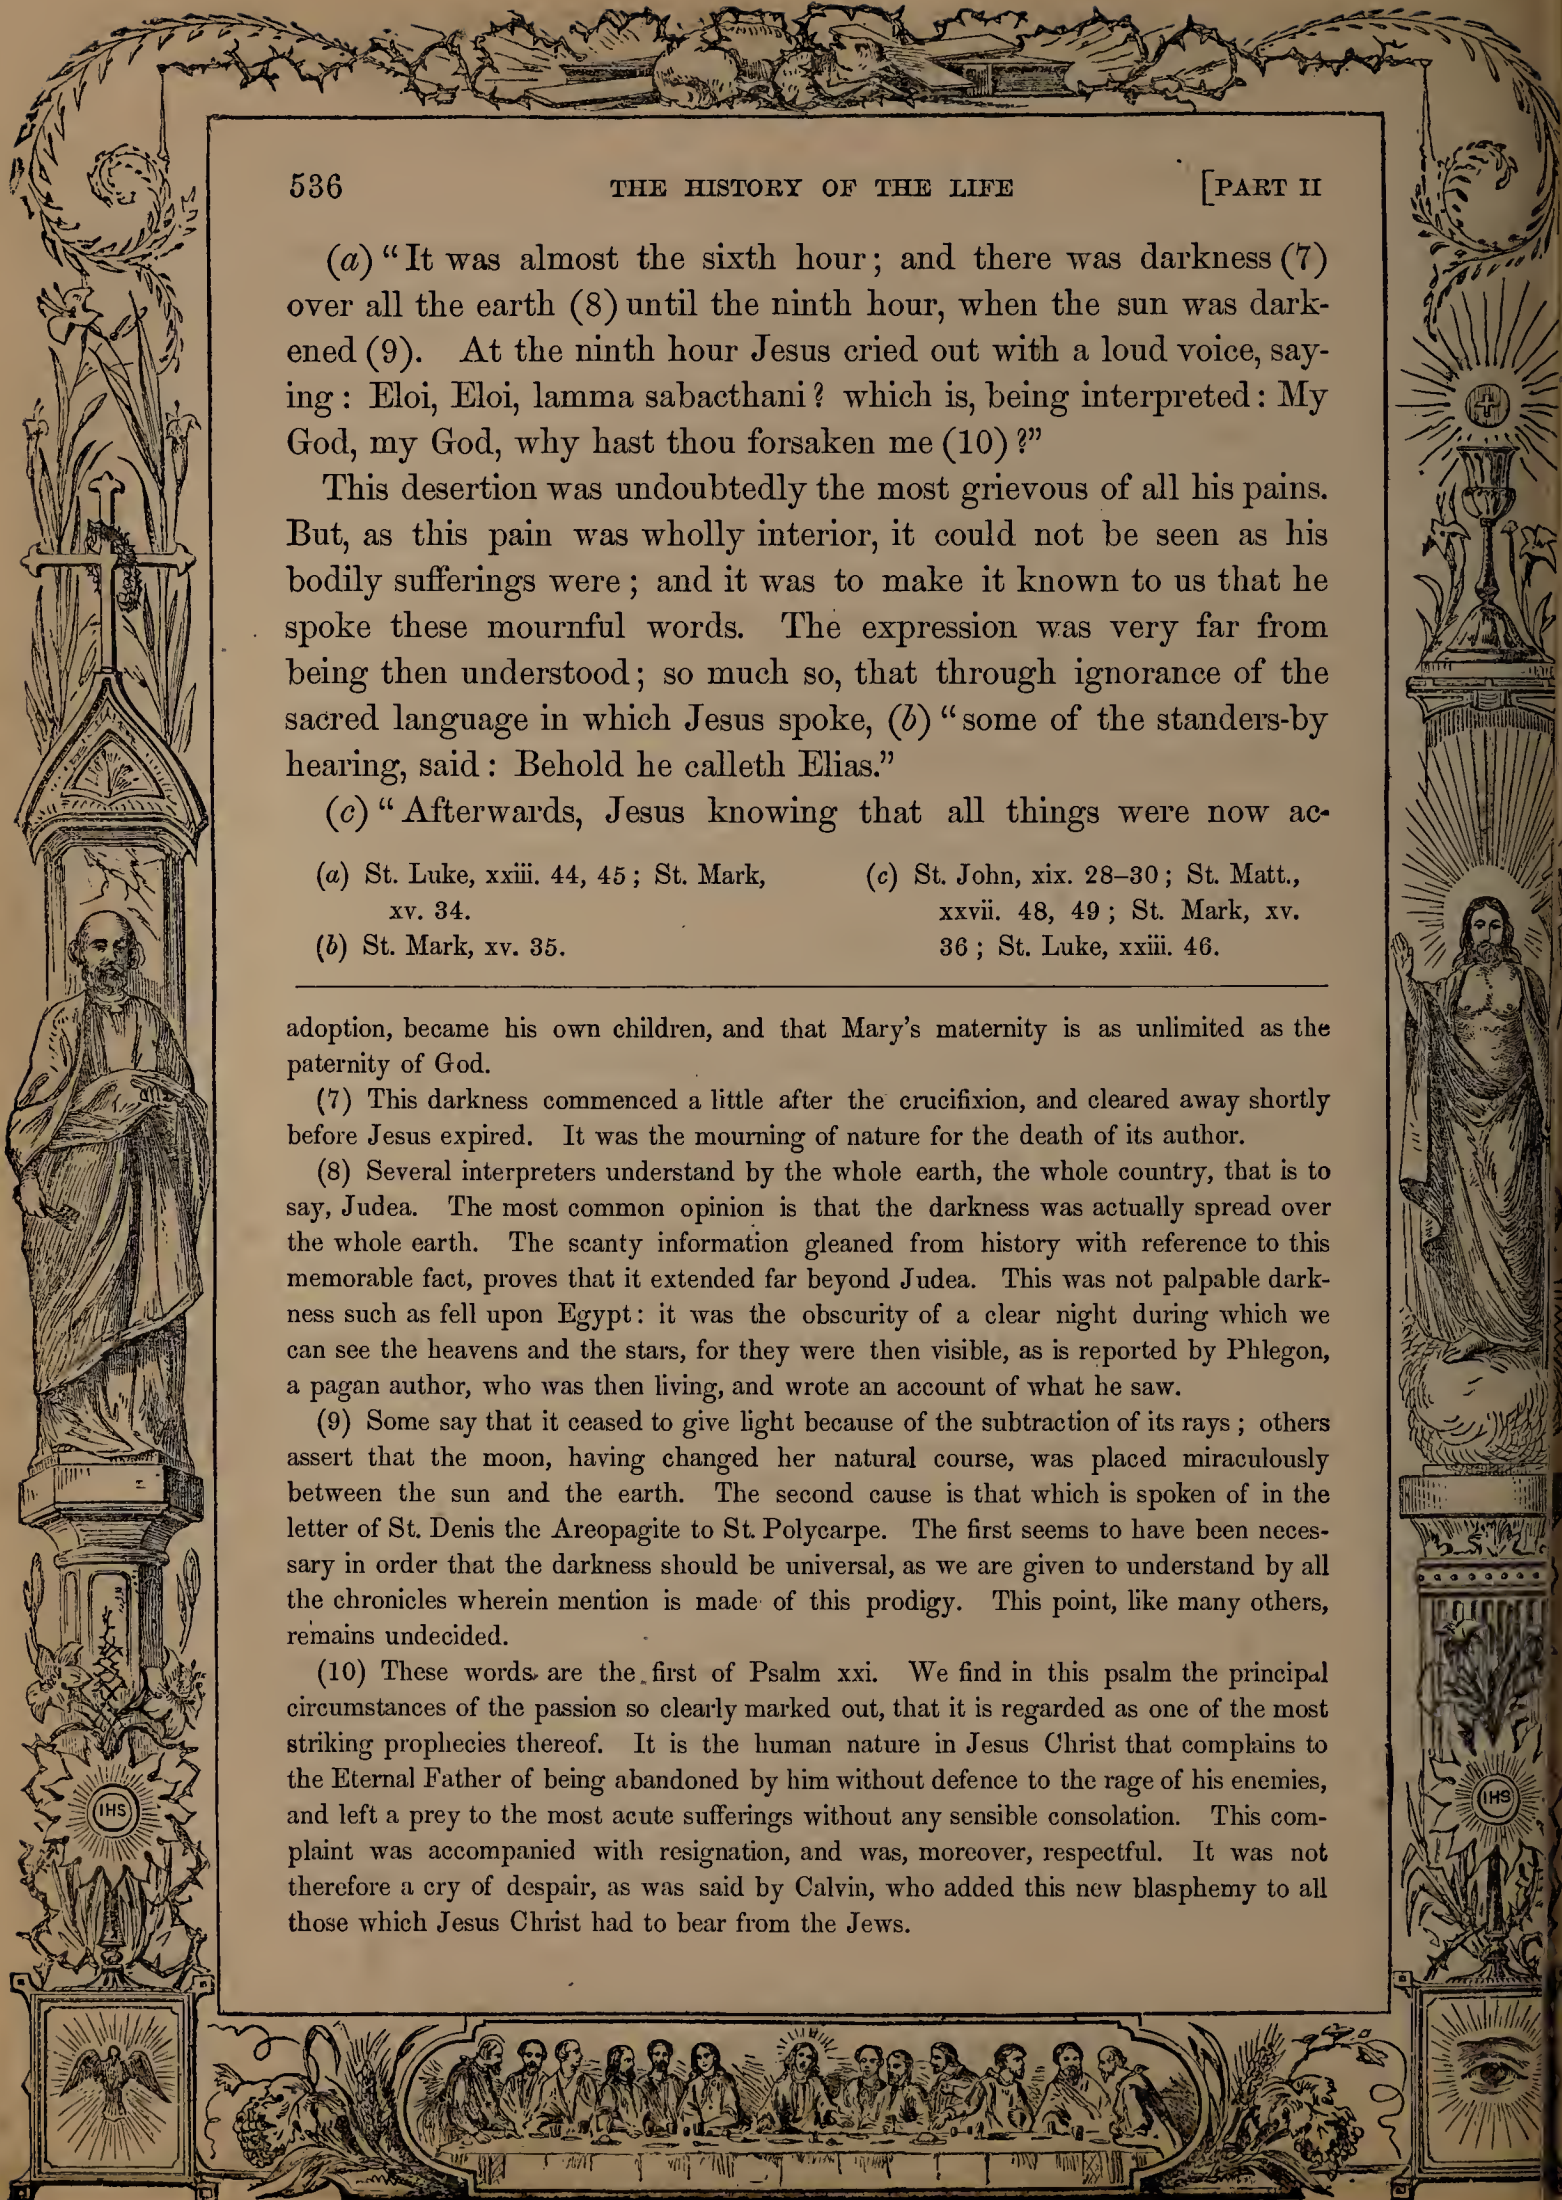 536 THE HISTORY OF THE LIFE [PART II
(a) “It was almost the sixth hour; and there was darkness (7)
over all the earth (8) until the ninth hour, when the sun was dark-
ened (9). At the ninth hour Jesus cried out with a loud voice, say-
ing : Eloi, Eloi, lamma sabacthani? which is, being interpreted: My
God, my God, why hast thou forsaken me (10) ?”
This desertion was undoubtedly the most grievous of all his pains.
But, as this pain was wholly interior, it could not be seen as his
bodily sufferings were ; and it was to make it known to us that he
spoke these mournful words. The expression was very far from
being then understood; so much so, that through ignorance of the
sacred language in which Jesus spoke, (b) “some of the standers-by
hearing, said : Behold he calleth Elias.”
(c) “Afterwards, Jesus knowing that all things were now ac-
(a) St. Luke, xxiii. 44, 45; St. Mark,
xv. 34.
(b) St. Mark, xv. 35.
(c) St. John, xix. 28–30; St. Matt.,
xxvii. 48, 49 ; St. Mark, xv.
36 ; St. Luke, xxiii. 46.
adoption, became his own children, and that Mary’s maternity is as unlimited as the
paternity of God.
(7) This darkness commenced a little after the crucifixion, and cleared away shortly
before Jesus expired. It was the mourning of nature for the death of its author.
(8) Several interpreters understand by the whole earth, the whole country, that is to
say, Judea. The most common opinion is that the darkness was actually spread over
the whole earth. The scanty information gleaned from history with reference to this
memorable fact, proves that it extended far beyond Judea. This was not palpable dark-
ness such as fell upon Egypt: it was the obscurity of a clear night during which we
can see the heavens and the stars, for they were then visible, as is reported by Phlegon,
a pagan author, who was then living, and wrote an account of what he saw.
(9) Some say that it ceased to give light because of the subtraction of its rays ; others
assert that the moon, having changed her natural course, was placed miraculously
between the sun and the earth. The second cause is that which is spoken of in the
letter of St. Denis the Areopagite to St. Polycarpe. The first seems to have been neces-
sary in order that the darkness should be universal, as we are given to understand by all
the chronicles wherein mention is made of this prodigy. This point, like many others,
remains undecided.
(10) These words are the first of Psalm xxi. We find in this psalm the principal
circumstances of the passion so clearly marked out, that it is regarded as one of the most
striking prophecies thereof. It is the human nature in Jesus Christ that complains to
the Eternal Father of being abandoned by him without defence to the rage of his enemies,
and left a prey to the most acute sufferings without any sensible consolation. This com-
plaint was accompanied with resignation, and was, moreover, respectful. It was not
therefore a cry of despair, as was said by Calvin, who added this new blasphemy to all
those which Jesus Christ had to bear from the Jews.
IHS
IHS